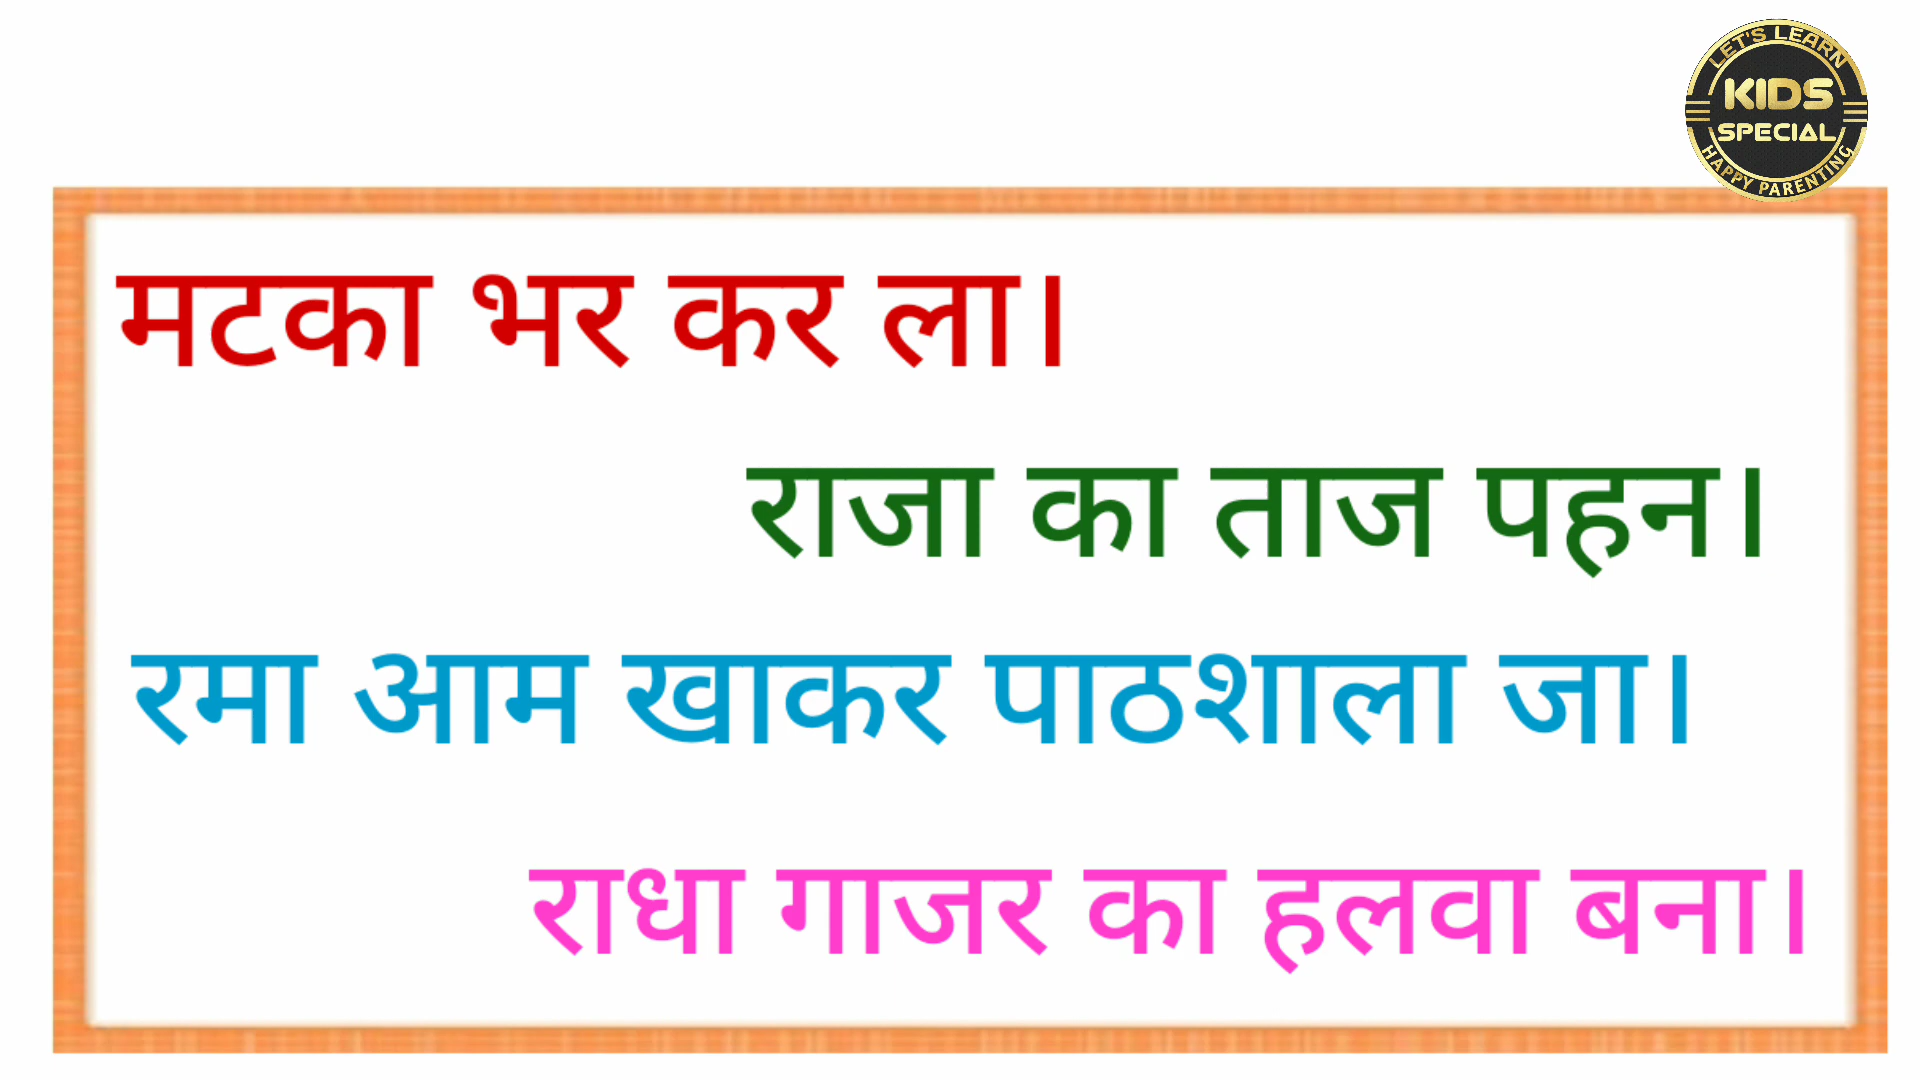 LET'S LEARN
KIDS
SPECIAL
HAPPY PARENTING
मटका भर कर ला।
राजा का ताज पहन।
रमा आम खाकर पाठशाला जा।
राधा गाजर का हलवा बना।